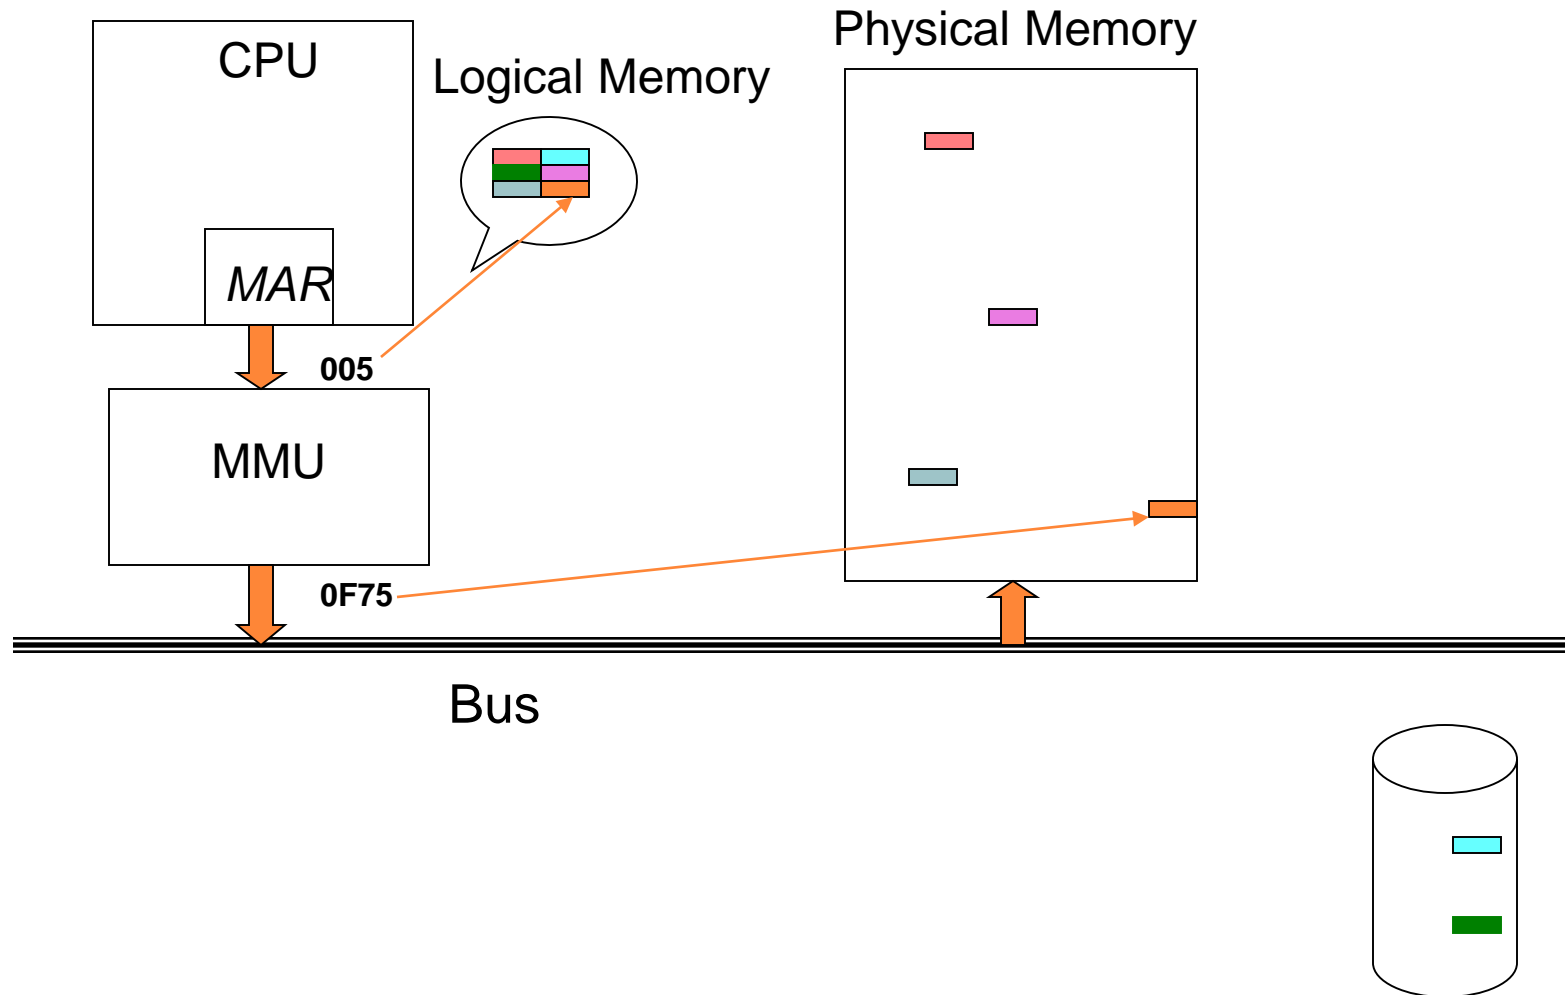 Physical Memory
CPU
Logical Memory
MAR
005
MMU
0F75
Bus